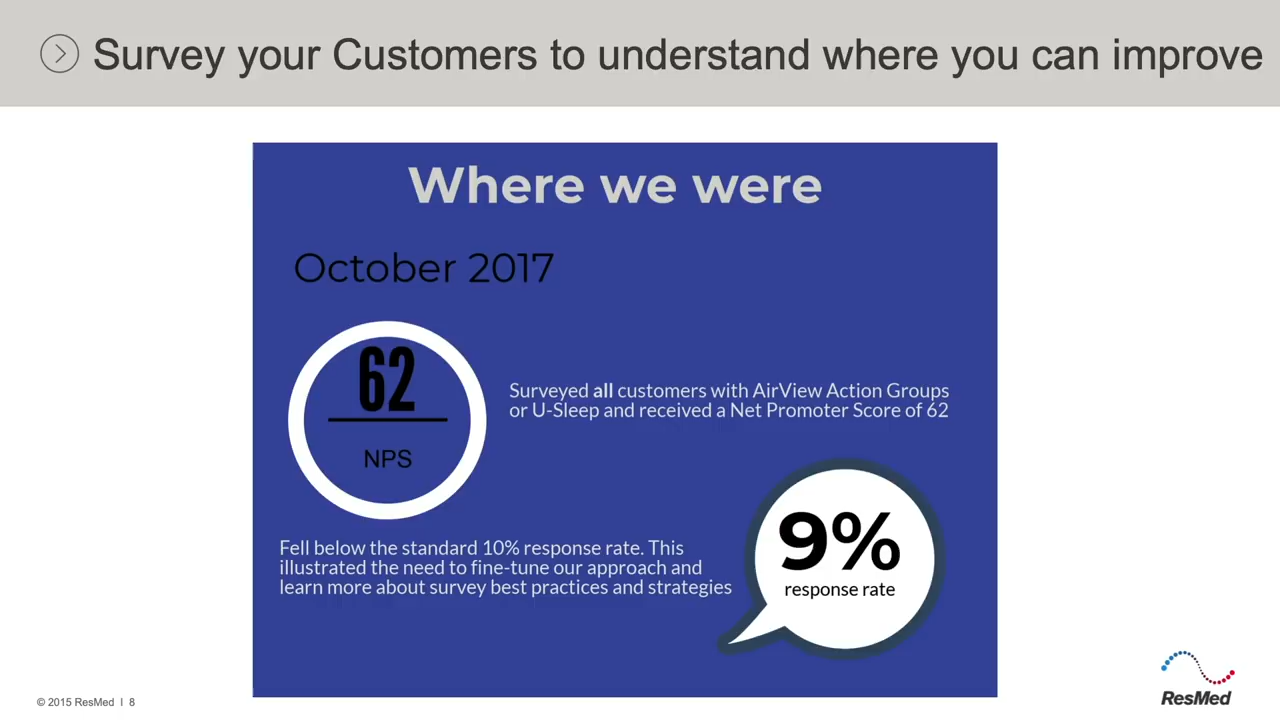 Survey your Customers to understand where you can improve
Where we were
October 2017
62
NPS
Surveyed all customers with AirView Action Groups
or U-Sleep and received a Net Promoter Score of 62
9%
response rate
Fell below the standard 10% response rate. This
illustrated the need to fine-tune our approach and
learn more about survey best practices and strategies
© 2015 ResMed I 8
ResMed